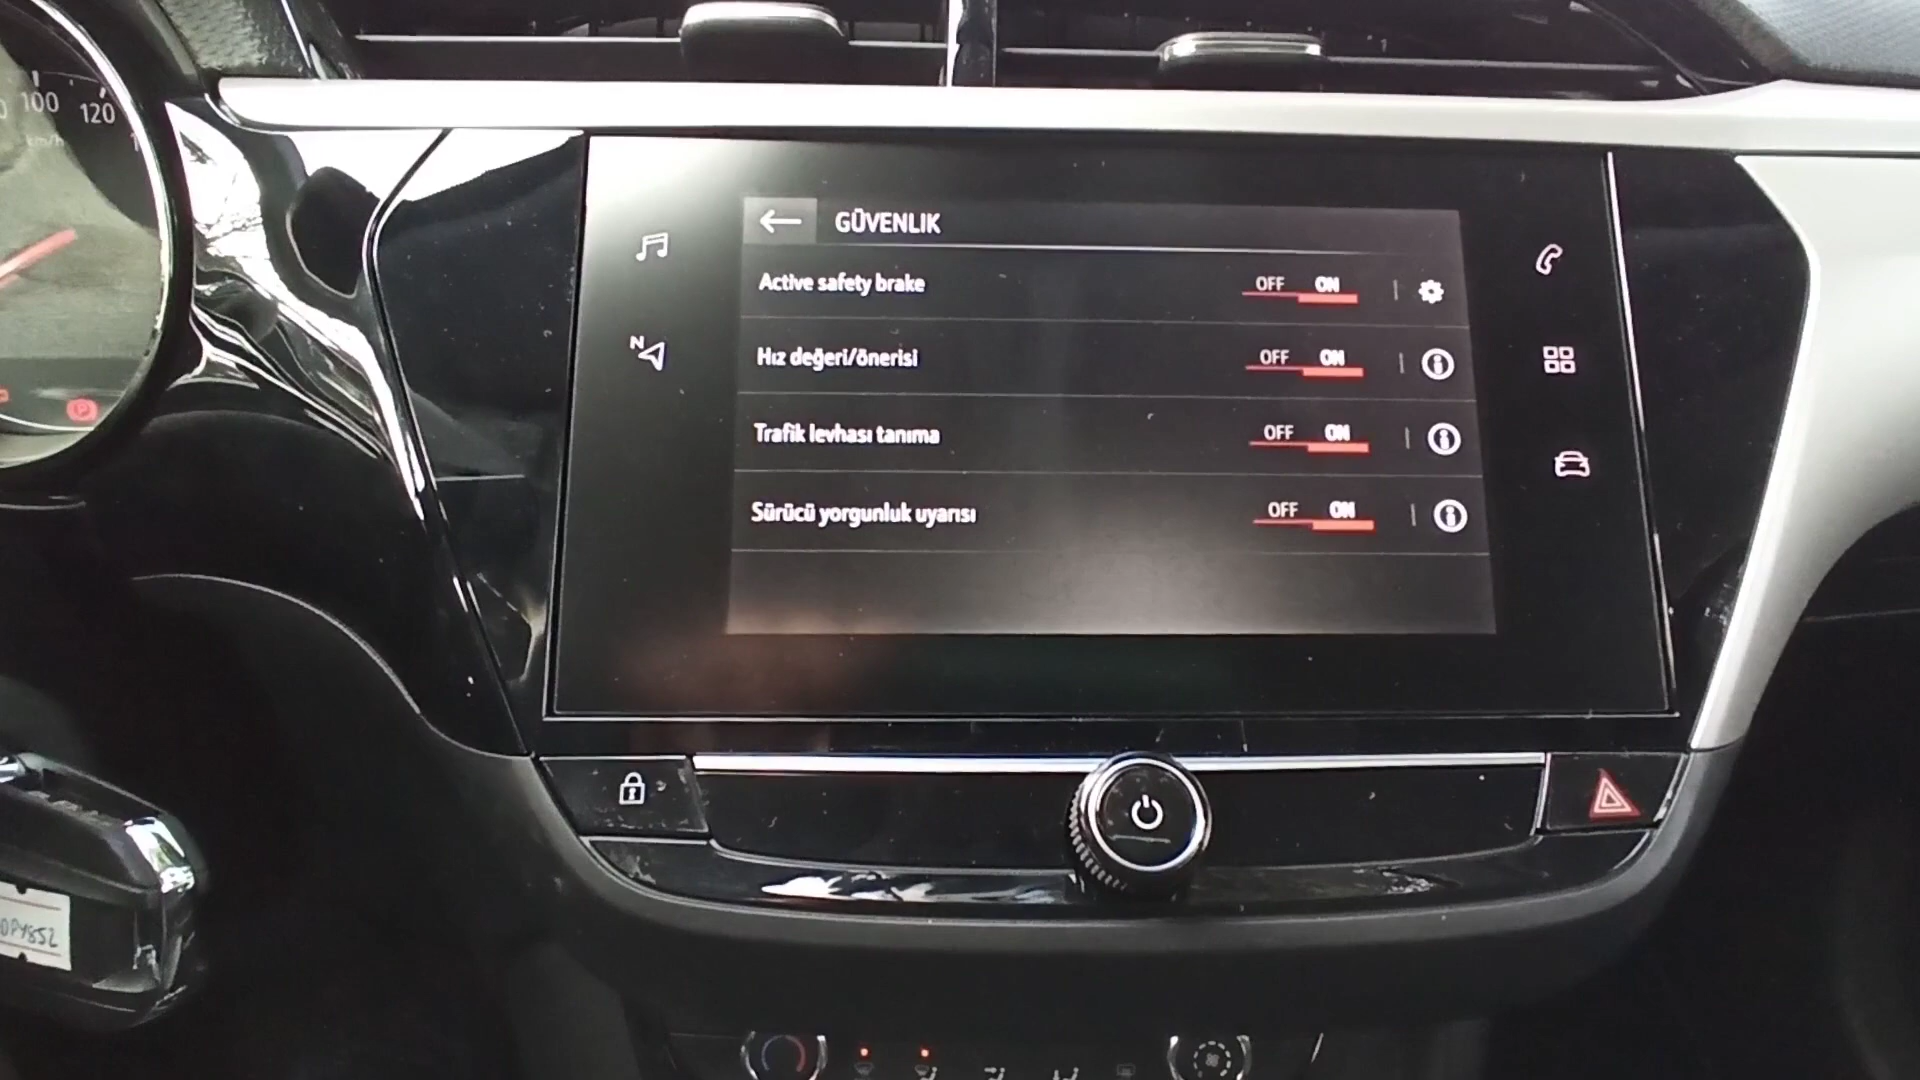 100 120
km/h
GÜVENLIK
Active safety brake OFF ON
Hız değeri/önerisi OFF ON
N
Trafik levhası tanıma OFF ON
Sürücü yorgunluk uyarısı OFF ON